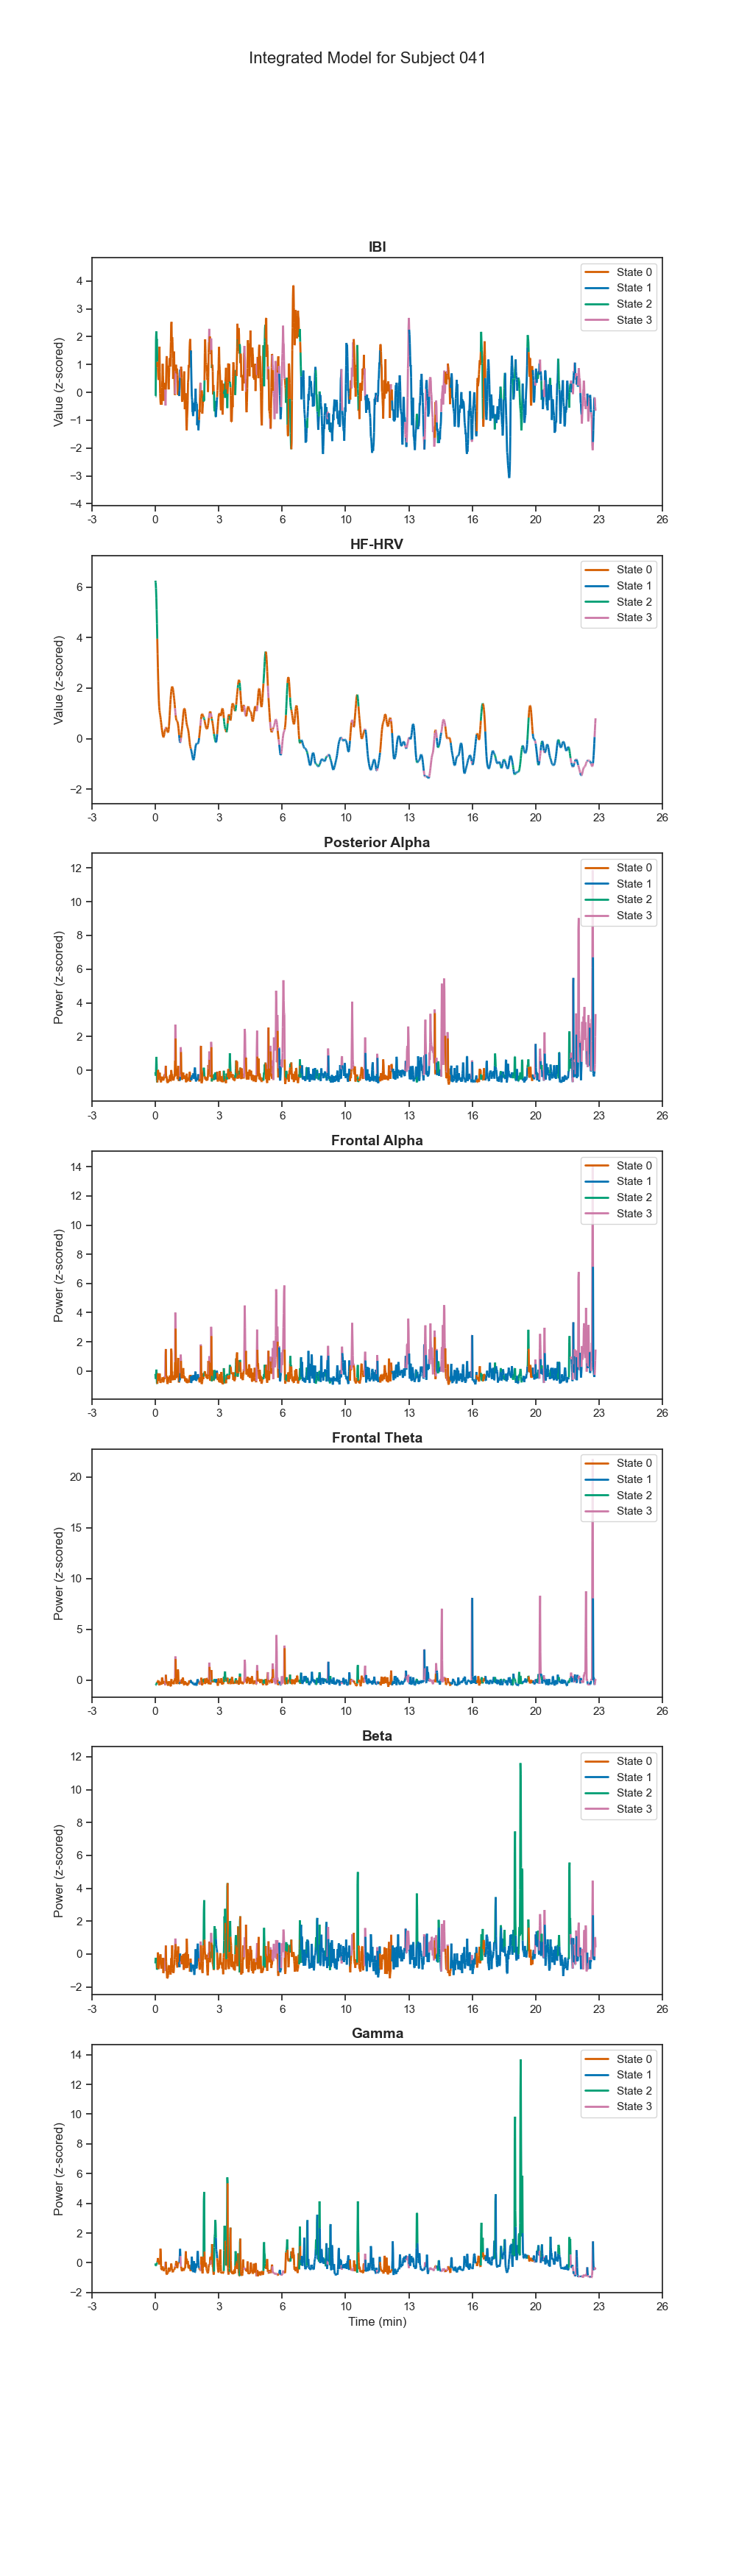 Integrated Model for Subject 041
IBI
Value (z-scored)
4
3
2
1
0
−1
−2
−3
−4
State 0
State 1
State 2
State 3
-3 0 3 6 10 13 16 20 23 26
HF-HRV
Value (z-scored)
6
4
2
0
−2
State 0
State 1
State 2
State 3
-3 0 3 6 10 13 16 20 23 26
Posterior Alpha
Power (z-scored)
12
10
8
6
4
2
0
State 0
State 1
State 2
State 3
-3 0 3 6 10 13 16 20 23 26
Frontal Alpha
Power (z-scored)
14
12
10
8
6
4
2
0
State 0
State 1
State 2
State 3
-3 0 3 6 10 13 16 20 23 26
Frontal Theta
Power (z-scored)
20
15
10
5
0
State 0
State 1
State 2
State 3
-3 0 3 6 10 13 16 20 23 26
Beta
Power (z-scored)
12
10
8
6
4
2
0
−2
State 0
State 1
State 2
State 3
-3 0 3 6 10 13 16 20 23 26
Gamma
Power (z-scored)
14
12
10
8
6
4
2
0
−2
State 0
State 1
State 2
State 3
-3 0 3 6 10 13 16 20 23 26
Time (min)